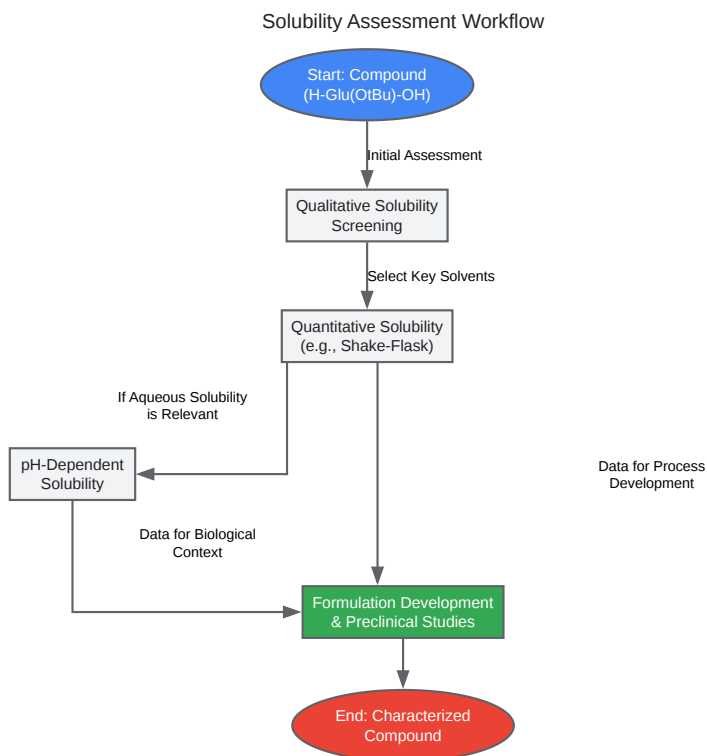 Solubility Assessment Workflow
Start: Compound
(H-Glu(OtBu)-OH)
Initial Assessment
Qualitative Solubility
Screening
Select Key Solvents
Quantitative Solubility
(e.g., Shake-Flask)
If Aqueous Solubility
is Relevant
pH-Dependent
Solubility
Data for Process
Development
Data for Biological
Context
Formulation Development
& Preclinical Studies
End: Characterized
Compound